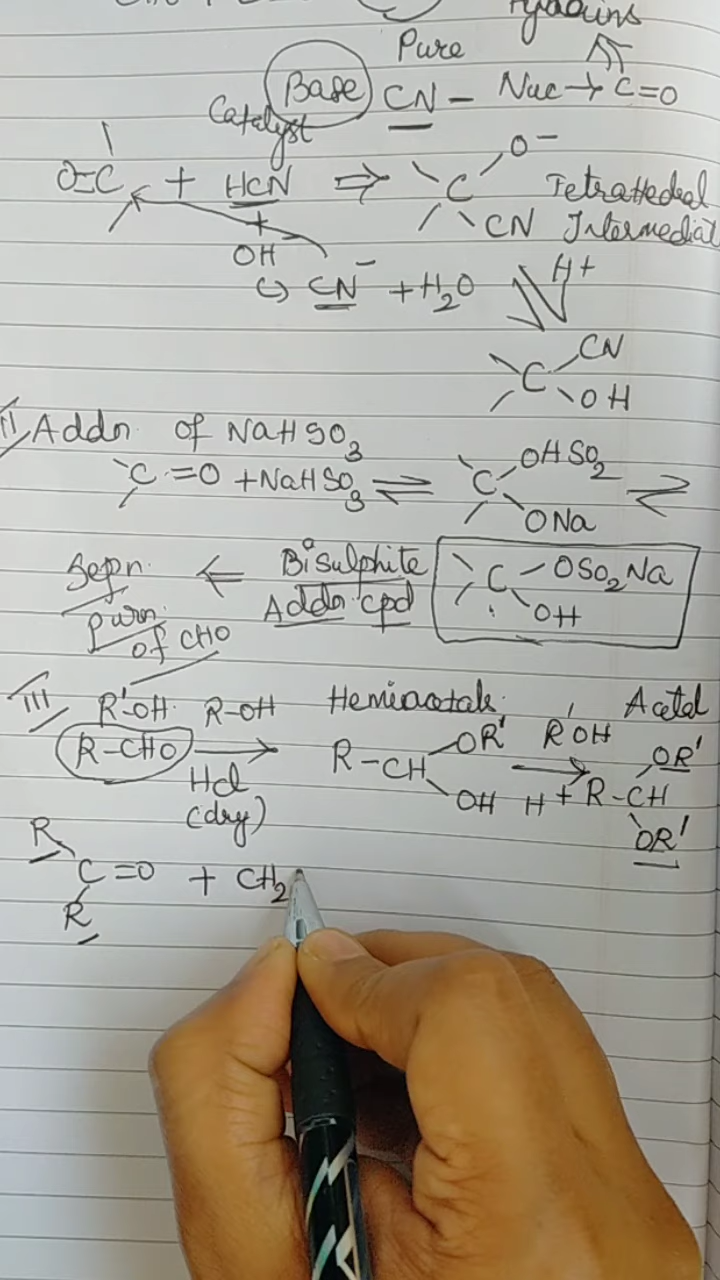 Pure
Base CN - Nuc → C=O
Catalyst
O=C + HCN ⇒ C O⁻ CN Tetrahedral
+ Intermediat
OH
↪ CN⁻ + H₂O H+
C CN OH
II, Addn of NaHSO₃
C=O + NaHSO₃ ⇌ C OHSO₂ ONa ⇌
Sepn. ⇐ Bisulphite C - OSO₂Na OH
purn. Addn cpd
of CHO
III R'-OH R-OH Hemiacetals Acetal
R-CHO → R-CH OR' OH R'OH → H+ R-CH OR' OR'
HCl
(dry)
R R C=O + CH₂